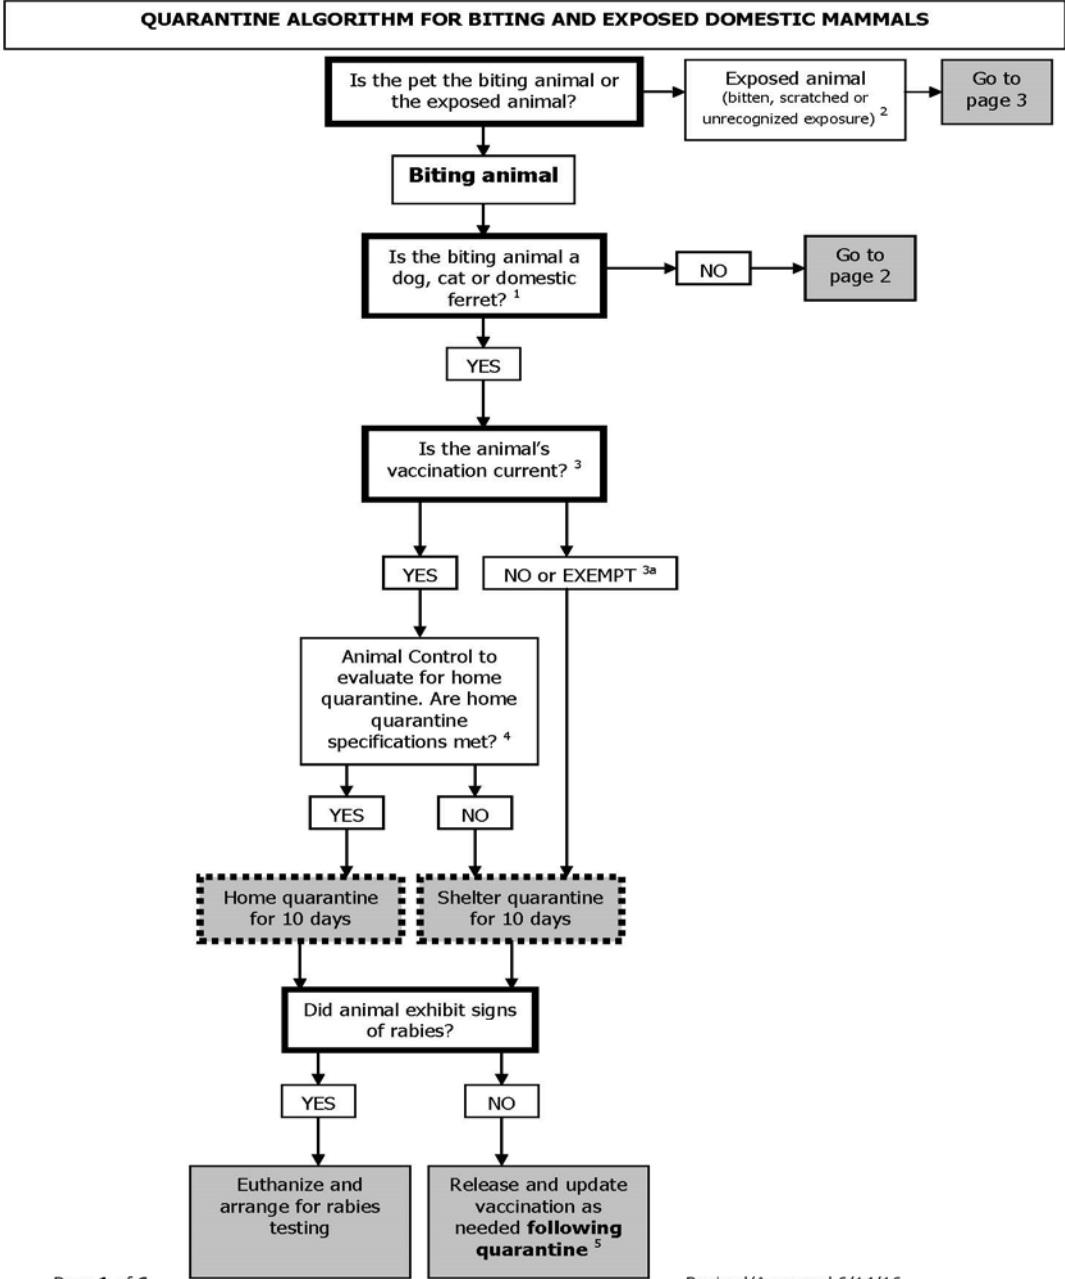 QUARANTINE ALGORITHM FOR BITING AND EXPOSED DOMESTIC MAMMALS
Is the pet the biting animal or
the exposed animal?
Exposed animal
(bitten, scratched or
unrecognized exposure) 2
Go to
page 3
Biting animal
Is the biting animal a
dog, cat or domestic
ferret? 1
NO
Go to
page 2
YES
Is the animal's
vaccination current? 3
YES
NO or EXEMPT 3a
Animal Control to
evaluate for home
quarantine. Are home
quarantine
specifications met? 4
YES
NO
Home quarantine
for 10 days
Shelter quarantine
for 10 days
Did animal exhibit signs
of rabies?
YES
NO
Euthanize and
arrange for rabies
testing
Release and update
vaccination as
needed following
quarantine 5